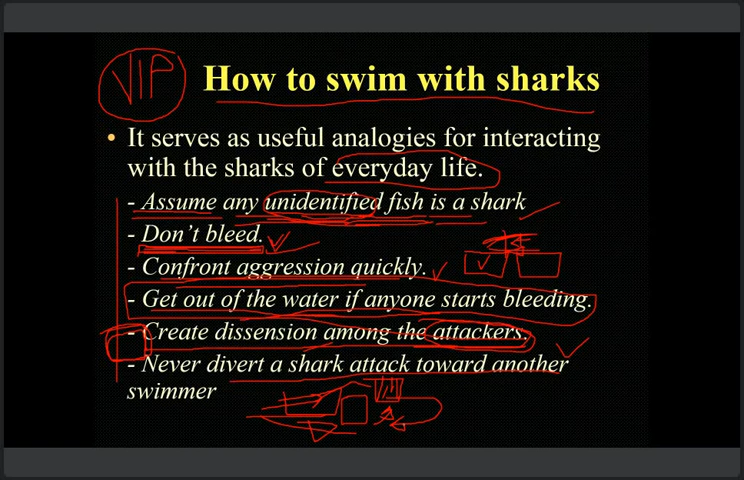 VIP
How to swim with sharks
• It serves as useful analogies for interacting
with the sharks of everyday life.
- Assume any unidentified fish is a shark
- Don't bleed.
- Confront aggression quickly.
- Get out of the water if anyone starts bleeding.
- Create dissension among the attackers.
- Never divert a shark attack toward another
swimmer